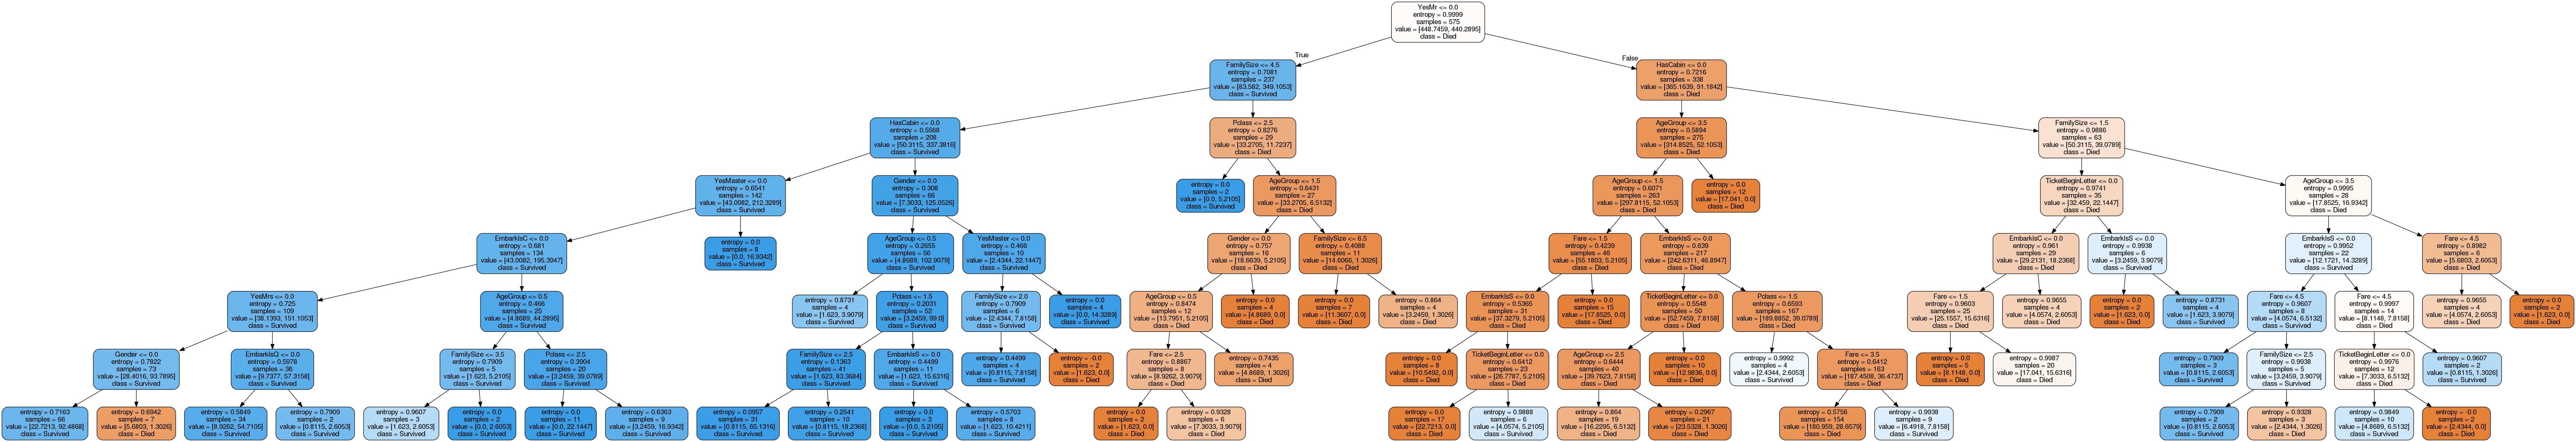 YesMr <= 0.0
entropy = 0.9999
samples = 575
value = [448.7459, 440.2895]
class = Died
True
False
FamilySize <= 4.5
entropy = 0.7081
samples = 237
value = [83.582, 349.1053]
class = Survived
HasCabin <= 0.0
entropy = 0.7216
samples = 338
value = [365.1639, 91.1842]
class = Died
HasCabin <= 0.0
entropy = 0.5568
samples = 208
value = [50.3115, 337.3816]
class = Survived
Pclass <= 2.5
entropy = 0.8276
samples = 29
value = [33.2705, 11.7237]
class = Died
AgeGroup <= 3.5
entropy = 0.5894
samples = 275
value = [314.8525, 52.1053]
class = Died
FamilySize <= 1.5
entropy = 0.9886
samples = 63
value = [50.3115, 39.0789]
class = Died
YesMaster <= 0.0
entropy = 0.6541
samples = 142
value = [43.0082, 212.3289]
class = Survived
Gender <= 0.0
entropy = 0.308
samples = 66
value = [7.3033, 125.0526]
class = Survived
entropy = 0.0
samples = 2
value = [0.0, 5.2105]
class = Survived
AgeGroup <= 1.5
entropy = 0.6431
samples = 27
value = [33.2705, 6.5132]
class = Died
AgeGroup <= 1.5
entropy = 0.6071
samples = 263
value = [297.8115, 52.1053]
class = Died
entropy = 0.0
samples = 12
value = [17.041, 0.0]
class = Died
TicketBeginLetter <= 0.0
entropy = 0.9741
samples = 35
value = [32.459, 22.1447]
class = Died
AgeGroup <= 3.5
entropy = 0.9995
samples = 28
value = [17.8525, 16.9342]
class = Died
EmbarkIsC <= 0.0
entropy = 0.681
samples = 134
value = [43.0082, 195.3947]
class = Survived
entropy = 0.0
samples = 8
value = [0.0, 16.9342]
class = Survived
AgeGroup <= 0.5
entropy = 0.2655
samples = 56
value = [4.8689, 102.9079]
class = Survived
YesMaster <= 0.0
entropy = 0.466
samples = 10
value = [2.4344, 22.1447]
class = Survived
Gender <= 0.0
entropy = 0.757
samples = 16
value = [18.6639, 5.2105]
class = Died
FamilySize <= 6.5
entropy = 0.4088
samples = 11
value = [14.6066, 1.3026]
class = Died
Fare <= 1.5
entropy = 0.4239
samples = 46
value = [55.1803, 5.2105]
class = Died
EmbarkIsS <= 0.0
entropy = 0.639
samples = 217
value = [242.6311, 46.8947]
class = Died
EmbarkIsC <= 0.0
entropy = 0.961
samples = 29
value = [29.2131, 18.2368]
class = Died
EmbarkIsS <= 0.0
entropy = 0.9938
samples = 6
value = [3.2459, 3.9079]
class = Survived
EmbarkIsS <= 0.0
entropy = 0.9952
samples = 22
value = [12.1721, 14.3289]
class = Survived
Fare <= 4.5
entropy = 0.8982
samples = 6
value = [5.6803, 2.6053]
class = Died
YesMrs <= 0.0
entropy = 0.725
samples = 109
value = [38.1393, 151.1053]
class = Survived
AgeGroup <= 0.5
entropy = 0.466
samples = 25
value = [4.8689, 44.2895]
class = Survived
entropy = 0.8731
samples = 4
value = [1.623, 3.9079]
class = Survived
Pclass <= 1.5
entropy = 0.2031
samples = 52
value = [3.2459, 99.0]
class = Survived
FamilySize <= 2.0
entropy = 0.7909
samples = 6
value = [2.4344, 7.8158]
class = Survived
entropy = 0.0
samples = 4
value = [0.0, 14.3289]
class = Survived
AgeGroup <= 0.5
entropy = 0.8474
samples = 12
value = [13.7951, 5.2105]
class = Died
entropy = 0.0
samples = 4
value = [4.8689, 0.0]
class = Died
entropy = 0.0
samples = 7
value = [11.3607, 0.0]
class = Died
entropy = 0.864
samples = 4
value = [3.2459, 1.3026]
class = Died
EmbarkIsS <= 0.0
entropy = 0.5365
samples = 31
value = [37.3279, 5.2105]
class = Died
entropy = 0.0
samples = 15
value = [17.8525, 0.0]
class = Died
TicketBeginLetter <= 0.0
entropy = 0.5548
samples = 50
value = [52.7459, 7.8158]
class = Died
Pclass <= 1.5
entropy = 0.6593
samples = 167
value = [189.8852, 39.0789]
class = Died
Fare <= 1.5
entropy = 0.9603
samples = 25
value = [25.1557, 15.6316]
class = Died
entropy = 0.9655
samples = 4
value = [4.0574, 2.6053]
class = Died
entropy = 0.0
samples = 2
value = [1.623, 0.0]
class = Died
entropy = 0.8731
samples = 4
value = [1.623, 3.9079]
class = Survived
Fare <= 4.5
entropy = 0.9607
samples = 8
value = [4.0574, 6.5132]
class = Survived
Fare <= 4.5
entropy = 0.9997
samples = 14
value = [8.1148, 7.8158]
class = Died
entropy = 0.9655
samples = 4
value = [4.0574, 2.6053]
class = Died
entropy = 0.0
samples = 2
value = [1.623, 0.0]
class = Died
Gender <= 0.0
entropy = 0.7822
samples = 73
value = [28.4016, 93.7895]
class = Survived
EmbarkIsQ <= 0.0
entropy = 0.5978
samples = 36
value = [9.7377, 57.3158]
class = Survived
FamilySize <= 3.5
entropy = 0.7909
samples = 5
value = [1.623, 5.2105]
class = Survived
Pclass <= 2.5
entropy = 0.3904
samples = 20
value = [3.2459, 39.0789]
class = Survived
FamilySize <= 2.5
entropy = 0.1363
samples = 41
value = [1.623, 83.3684]
class = Survived
EmbarkIsS <= 0.0
entropy = 0.4499
samples = 11
value = [1.623, 15.6316]
class = Survived
entropy = 0.4499
samples = 4
value = [0.8115, 7.8158]
class = Survived
entropy = -0.0
samples = 2
value = [1.623, 0.0]
class = Died
Fare <= 2.5
entropy = 0.8867
samples = 8
value = [8.9262, 3.9079]
class = Died
entropy = 0.7435
samples = 4
value = [4.8689, 1.3026]
class = Died
entropy = 0.0
samples = 8
value = [10.5492, 0.0]
class = Died
TicketBeginLetter <= 0.0
entropy = 0.6412
samples = 23
value = [26.7787, 5.2105]
class = Died
AgeGroup <= 2.5
entropy = 0.6444
samples = 40
value = [39.7623, 7.8158]
class = Died
entropy = 0.0
samples = 10
value = [12.9836, 0.0]
class = Died
entropy = 0.9992
samples = 4
value = [2.4344, 2.6053]
class = Survived
Fare <= 3.5
entropy = 0.6412
samples = 163
value = [187.4508, 36.4737]
class = Died
entropy = 0.0
samples = 5
value = [8.1148, 0.0]
class = Died
entropy = 0.9987
samples = 20
value = [17.041, 15.6316]
class = Died
entropy = 0.7909
samples = 3
value = [0.8115, 2.6053]
class = Survived
FamilySize <= 2.5
entropy = 0.9938
samples = 5
value = [3.2459, 3.9079]
class = Survived
TicketBeginLetter <= 0.0
entropy = 0.9976
samples = 12
value = [7.3033, 6.5132]
class = Died
entropy = 0.9607
samples = 2
value = [0.8115, 1.3026]
class = Survived
entropy = 0.7163
samples = 66
value = [22.7213, 92.4868]
class = Survived
entropy = 0.6942
samples = 7
value = [5.6803, 1.3026]
class = Died
entropy = 0.5849
samples = 34
value = [8.9262, 54.7105]
class = Survived
entropy = 0.7909
samples = 2
value = [0.8115, 2.6053]
class = Survived
entropy = 0.9607
samples = 3
value = [1.623, 2.6053]
class = Survived
entropy = 0.0
samples = 2
value = [0.0, 2.6053]
class = Survived
entropy = 0.0
samples = 11
value = [0.0, 22.1447]
class = Survived
entropy = 0.6363
samples = 9
value = [3.2459, 16.9342]
class = Survived
entropy = 0.0957
samples = 31
value = [0.8115, 65.1316]
class = Survived
entropy = 0.2541
samples = 10
value = [0.8115, 18.2368]
class = Survived
entropy = 0.0
samples = 3
value = [0.0, 5.2105]
class = Survived
entropy = 0.5703
samples = 8
value = [1.623, 10.4211]
class = Survived
entropy = 0.0
samples = 2
value = [1.623, 0.0]
class = Died
entropy = 0.9328
samples = 6
value = [7.3033, 3.9079]
class = Died
entropy = 0.0
samples = 17
value = [22.7213, 0.0]
class = Died
entropy = 0.9888
samples = 6
value = [4.0574, 5.2105]
class = Survived
entropy = 0.864
samples = 19
value = [16.2295, 6.5132]
class = Died
entropy = 0.2967
samples = 21
value = [23.5328, 1.3026]
class = Died
entropy = 0.5756
samples = 154
value = [180.959, 28.6579]
class = Died
entropy = 0.9938
samples = 9
value = [6.4918, 7.8158]
class = Survived
entropy = 0.7909
samples = 2
value = [0.8115, 2.6053]
class = Survived
entropy = 0.9328
samples = 3
value = [2.4344, 1.3026]
class = Died
entropy = 0.9849
samples = 10
value = [4.8689, 6.5132]
class = Survived
entropy = -0.0
samples = 2
value = [2.4344, 0.0]
class = Died